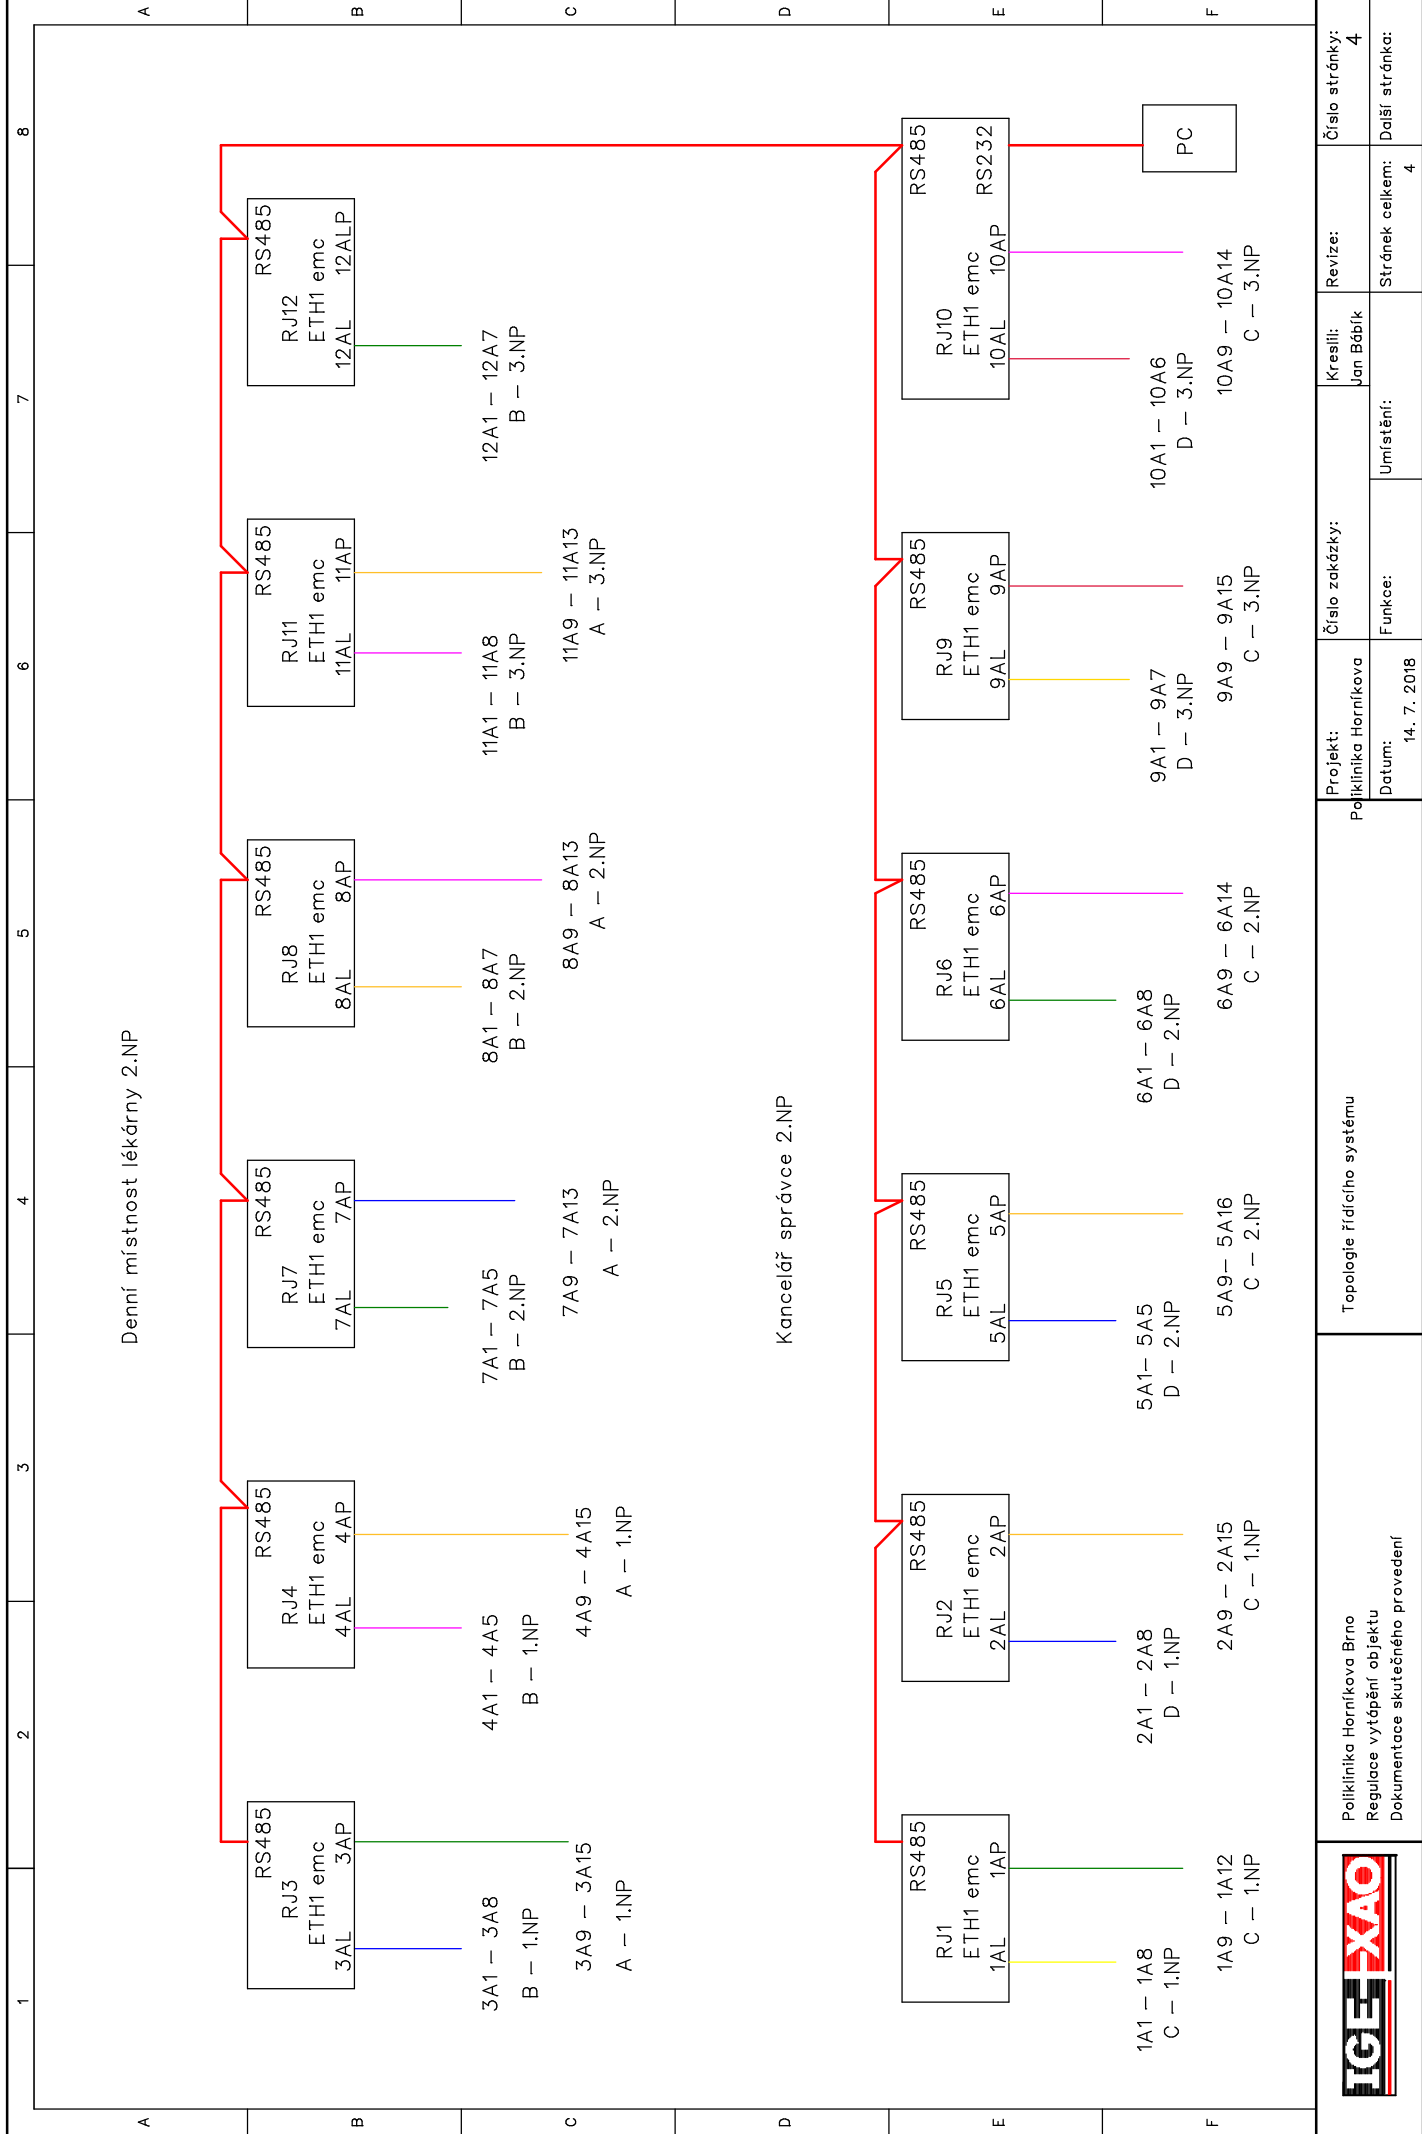 1 2 3 4 5 6 7 8
A
B
C
D
E
F
A
B
C
D
E
F
Denní místnost lékárny 2.NP
RS485
RJ3
ETH1 emc
3AL 3AP
3A1 – 3A8
B – 1.NP
3A9 – 3A15
A – 1.NP
RS485
RJ4
ETH1 emc
4AL 4AP
4A1 – 4A5
B – 1.NP
4A9 – 4A15
A – 1.NP
RS485
RJ7
ETH1 emc
7AL 7AP
7A1 – 7A5
B – 2.NP
7A9 – 7A13
A – 2.NP
RS485
RJ8
ETH1 emc
8AL 8AP
8A1 – 8A7
B – 2.NP
8A9 – 8A13
A – 2.NP
RS485
RJ11
ETH1 emc
11AL 11AP
11A1 – 11A8
B – 3.NP
11A9 – 11A13
A – 3.NP
RS485
RJ12
ETH1 emc
12AL 12ALP
12A1 – 12A7
B – 3.NP
Kancelář správce 2.NP
RS485
RJ1
ETH1 emc
1AL 1AP
1A1 – 1A8
C – 1.NP
1A9 – 1A12
C – 1.NP
RS485
RJ2
ETH1 emc
2AL 2AP
2A1 – 2A8
D – 1.NP
2A9 – 2A15
C – 1.NP
RS485
RJ5
ETH1 emc
5AL 5AP
5A1– 5A5
D – 2.NP
5A9– 5A16
C – 2.NP
RS485
RJ6
ETH1 emc
6AL 6AP
6A1 – 6A8
D – 2.NP
6A9 – 6A14
C – 2.NP
RS485
RJ9
ETH1 emc
9AL 9AP
9A1 – 9A7
D – 3.NP
9A9 – 9A15
C – 3.NP
RS485
RJ10
ETH1 emc
10AL 10AP RS232
10A1 – 10A6
D – 3.NP
10A9 – 10A14
C – 3.NP
PC
IGE+XAO
Poliklinika Horníkova Brno
Regulace vytápění objektu
Dokumentace skutečného provedení
Topologie řídícího systému
Projekt:
Poliklinika Horníkova
Číslo zakázky:
Kreslil:
Jan Bábík
Revize:
Číslo stránky:
4
Datum:
14. 7. 2018
Funkce:
Umístění:
Stránek celkem:
4
Další stránka: